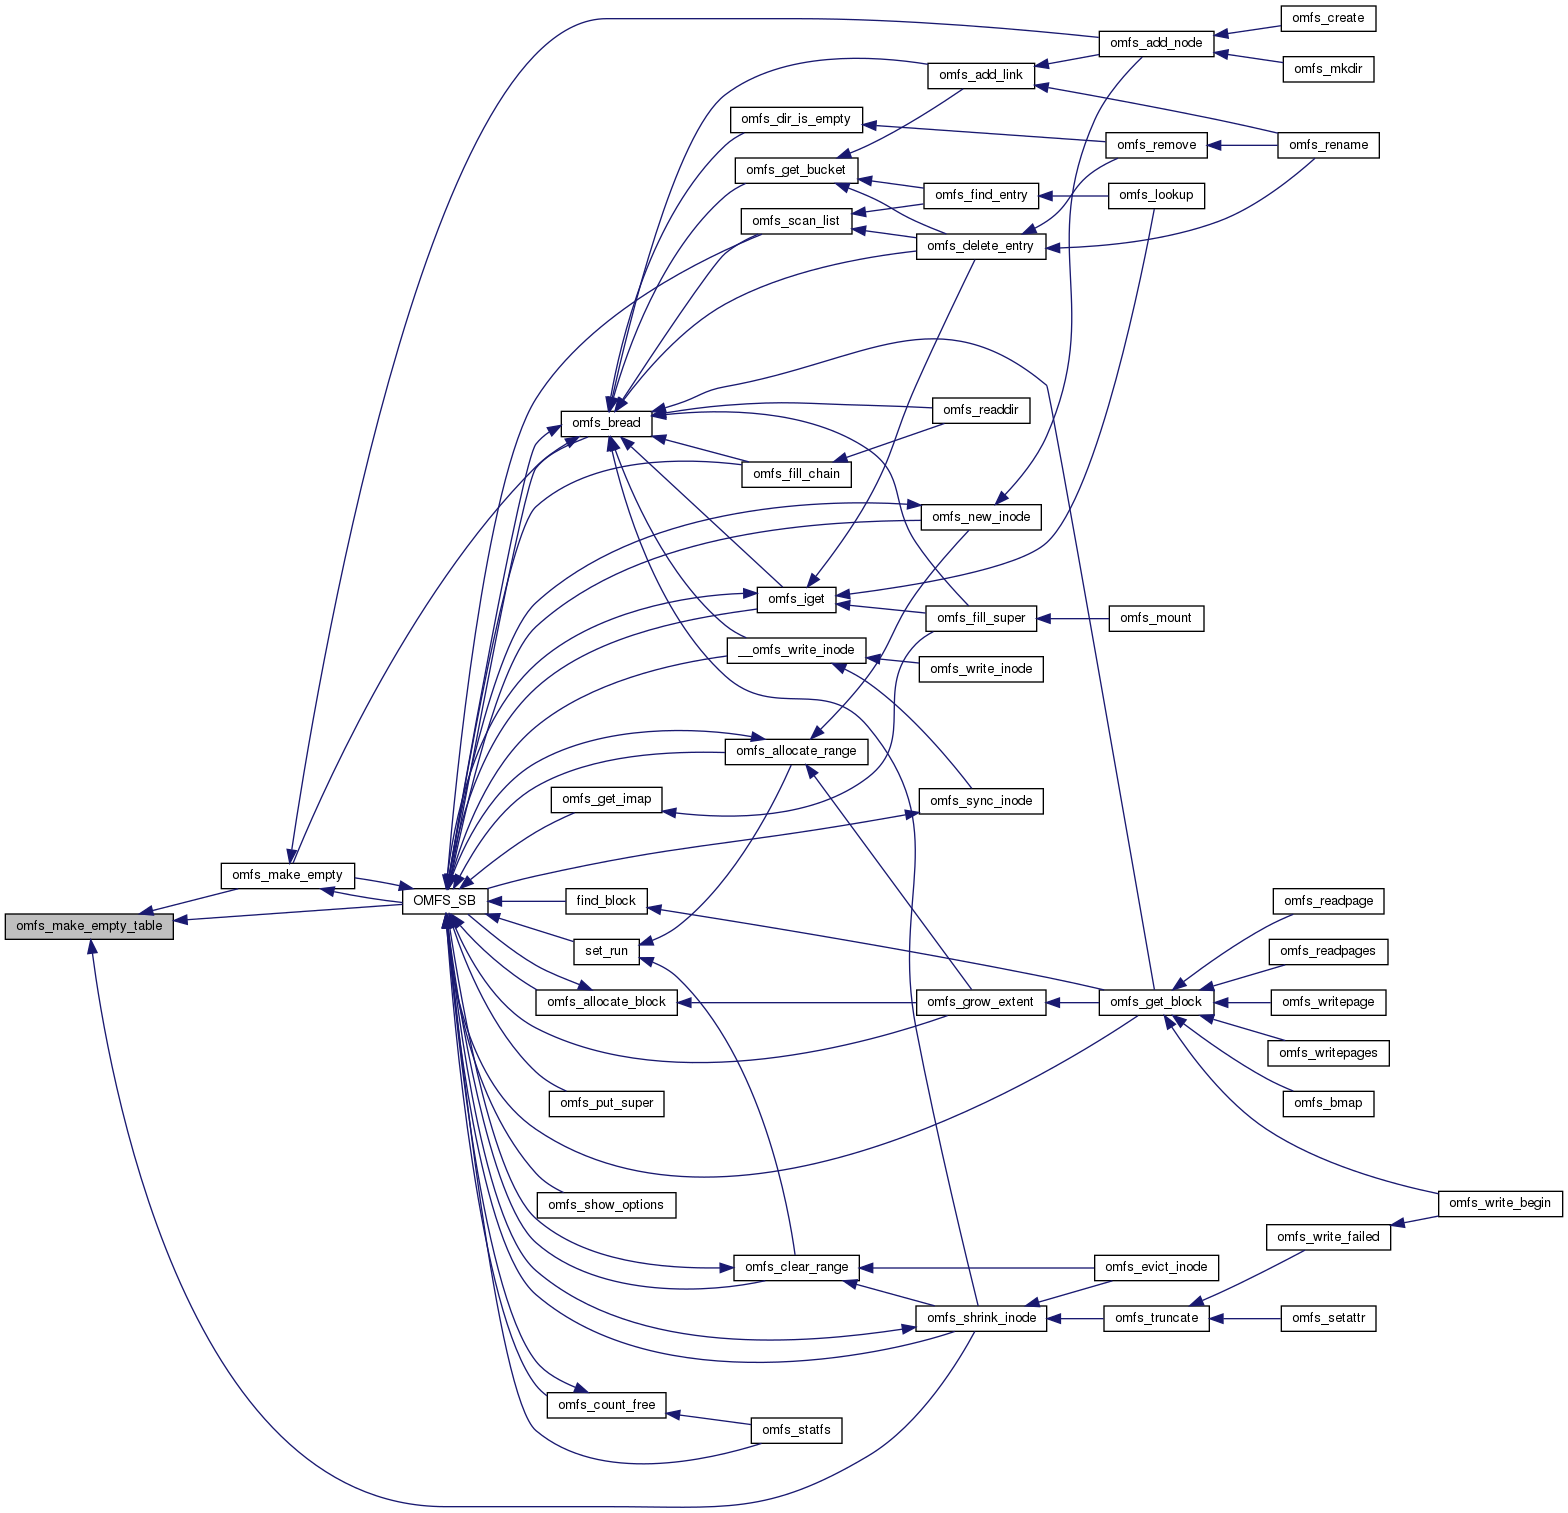 omfs_create
omfs_add_node
omfs_mkdir
omfs_add_link
omfs_dir_is_empty
omfs_remove
omfs_rename
omfs_get_bucket
omfs_find_entry
omfs_lookup
omfs_scan_list
omfs_delete_entry
omfs_readdir
omfs_bread
omfs_fill_chain
omfs_new_inode
omfs_iget
omfs_fill_super
omfs_mount
__omfs_write_inode
omfs_write_inode
omfs_allocate_range
omfs_get_imap
omfs_sync_inode
omfs_make_empty
OMFS_SB
find_block
omfs_readpage
omfs_make_empty_table
set_run
omfs_readpages
omfs_allocate_block
omfs_grow_extent
omfs_get_block
omfs_writepage
omfs_writepages
omfs_put_super
omfs_bmap
omfs_show_options
omfs_write_begin
omfs_write_failed
omfs_clear_range
omfs_evict_inode
omfs_shrink_inode
omfs_truncate
omfs_setattr
omfs_count_free
omfs_statfs